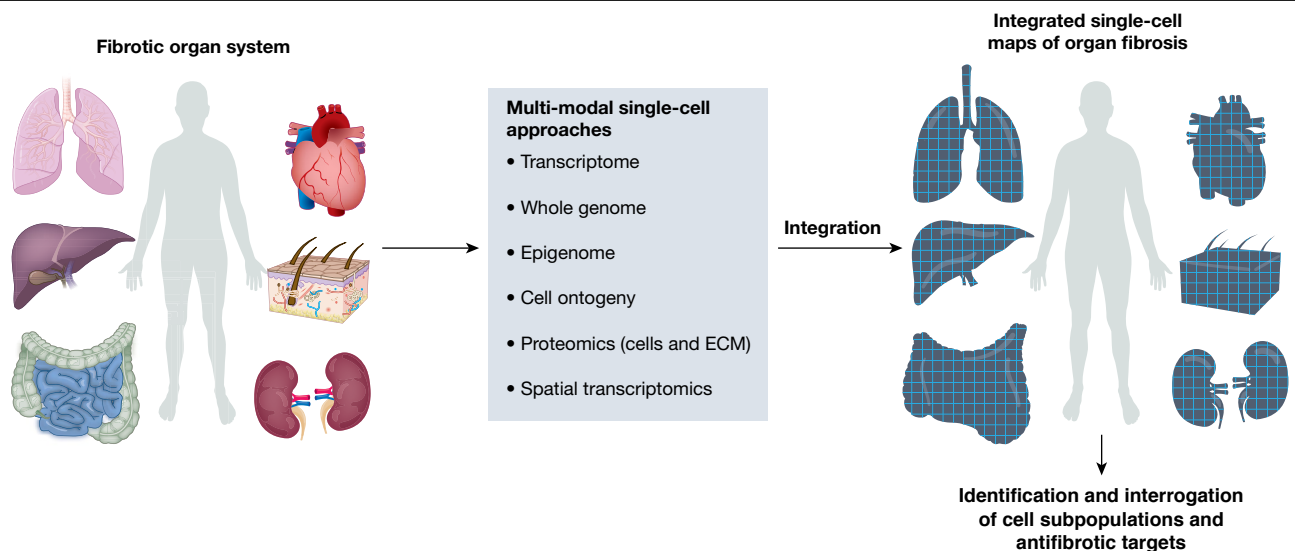 Fibrotic organ system
Multi-modal single-cell
approaches
• Transcriptome
• Whole genome
• Epigenome
• Cell ontogeny
• Proteomics (cells and ECM)
• Spatial transcriptomics
Integration
Integrated single-cell
maps of organ fibrosis
Identification and interrogation
of cell subpopulations and
antifibrotic targets